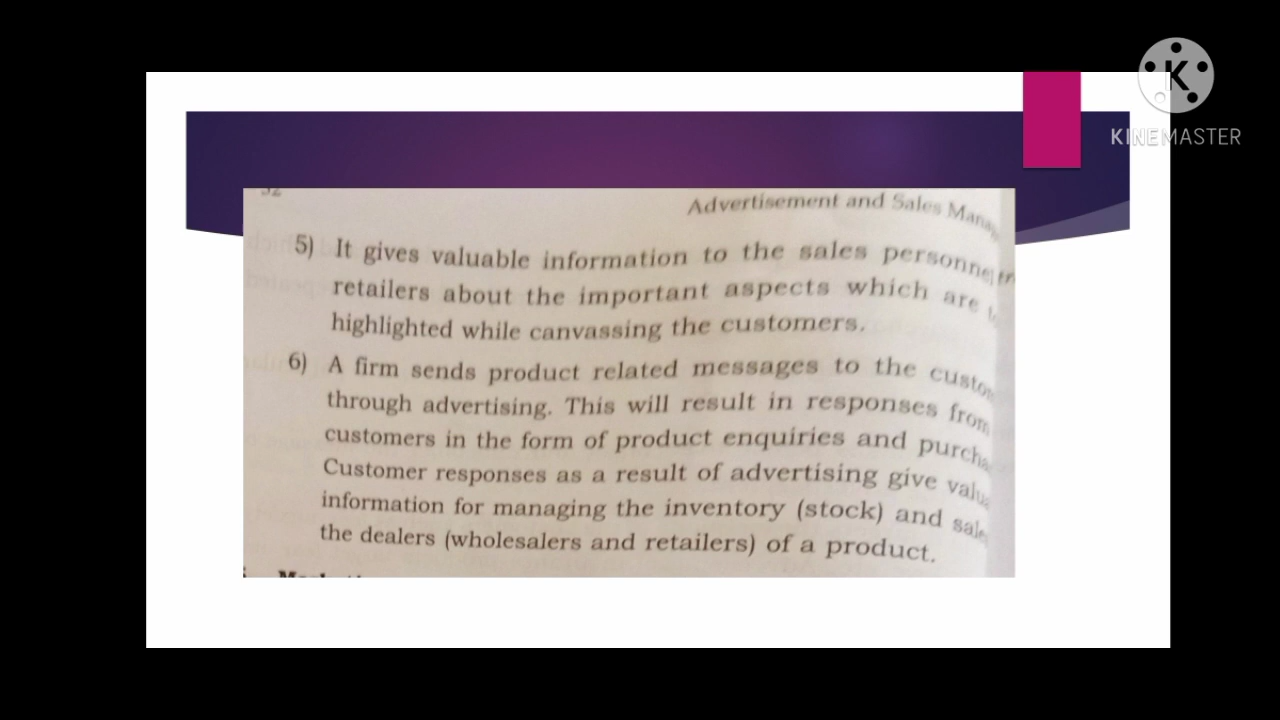 KINEMASTER
Advertisement and Sales
5) It gives valuable information to the sales
retailers about the important aspects which are
highlighted while canvassing the customers.
6) A firm sends product related messages to the
through advertising. This will result in responses from
customers in the form of product enquiries and
Customer responses as a result of advertising give
information for managing the inventory (stock) and
the dealers (wholesalers and retailers) of a product.